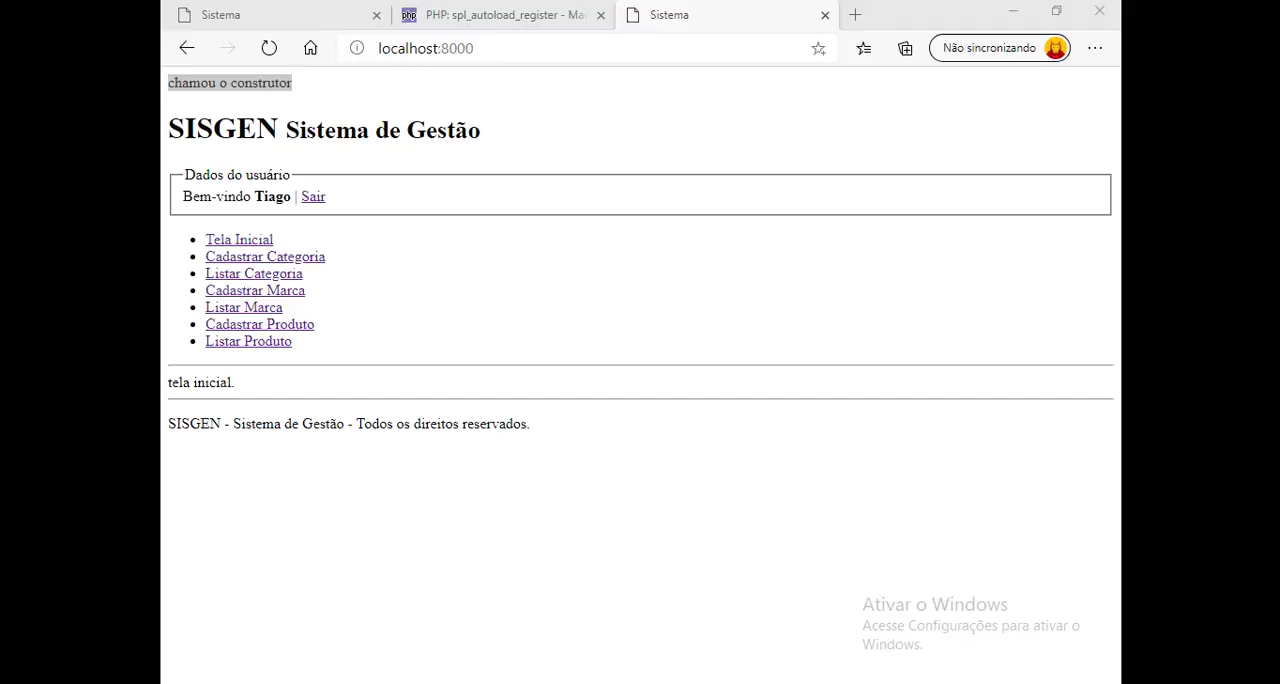 Sistema
PHP: spl_autoload_register - Ma
Sistema
localhost:8000
Não sincronizando
chamou o construtor
SISGEN Sistema de Gestão
Dados do usuário
Bem-vindo Tiago | Sair
Tela Inicial
Cadastrar Categoria
Listar Categoria
Cadastrar Marca
Listar Marca
Cadastrar Produto
Listar Produto
tela inicial.
SISGEN - Sistema de Gestão - Todos os direitos reservados.
Ativar o Windows
Acesse Configurações para ativar o
Windows.